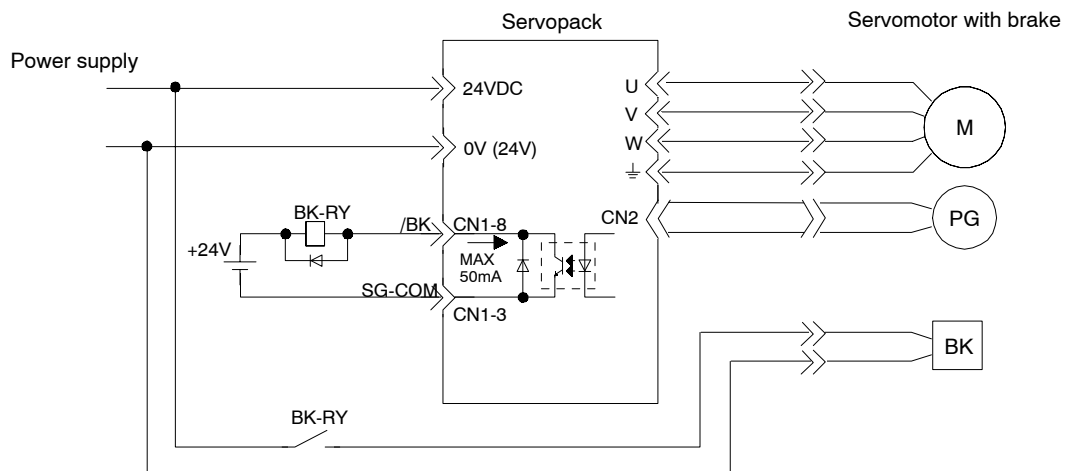 Servopack
Servomotor with brake
Power supply
24VDC
U
V
0V (24V)
W
M
CN2
PG
BK-RY
/BK
CN1-8
+24V
MAX
50mA
SG-COM
CN1-3
BK
BK-RY